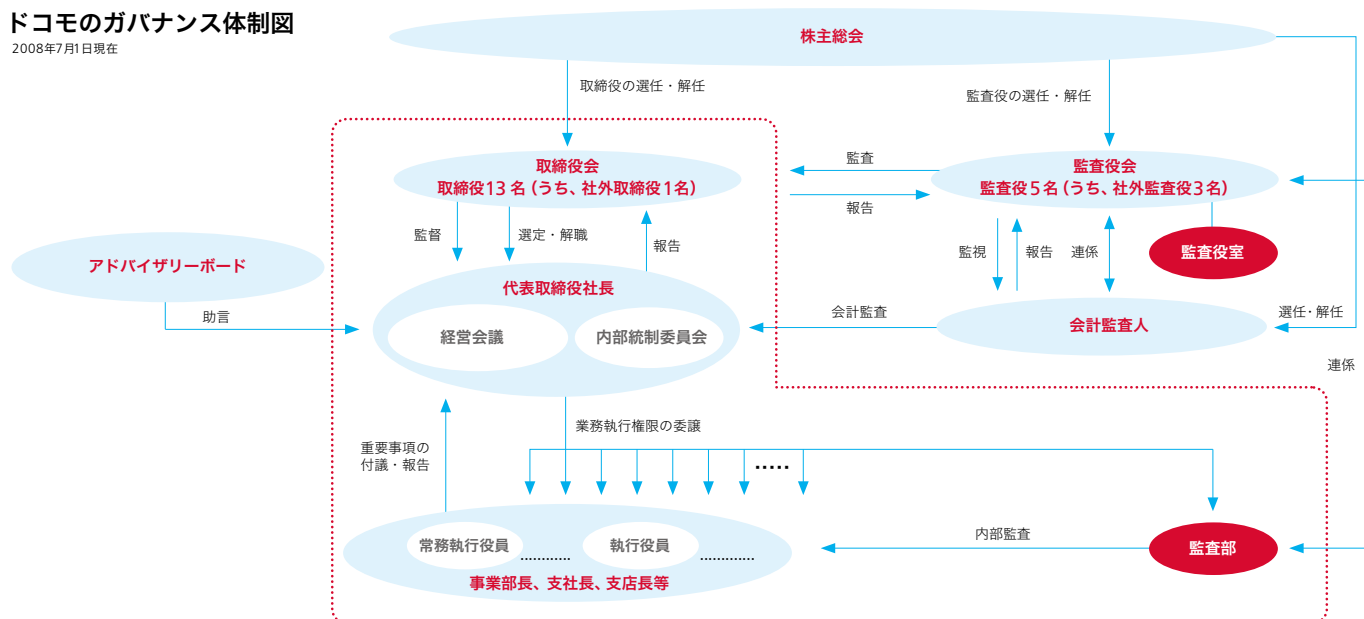 ドコモのガバナンス体制図
2008年7月1日現在
株主総会
取締役の選任・解任
監査役の選任・解任
取締役会
取締役13名(うち、社外取締役1名)
監査
報告
監査役会
監査役5名(うち、社外監査役3名)
監督
選定・解職
報告
監視
報告
連係
監査役室
アドバイザリーボード
助言
代表取締役社長
経営会議
内部統制委員会
会計監査
会計監査人
選任・解任
連係
業務執行権限の委譲
重要事項の
付議・報告
.....
常務執行役員
............
執行役員
.............
事業部長、支社長、支店長等
内部監査
監査部